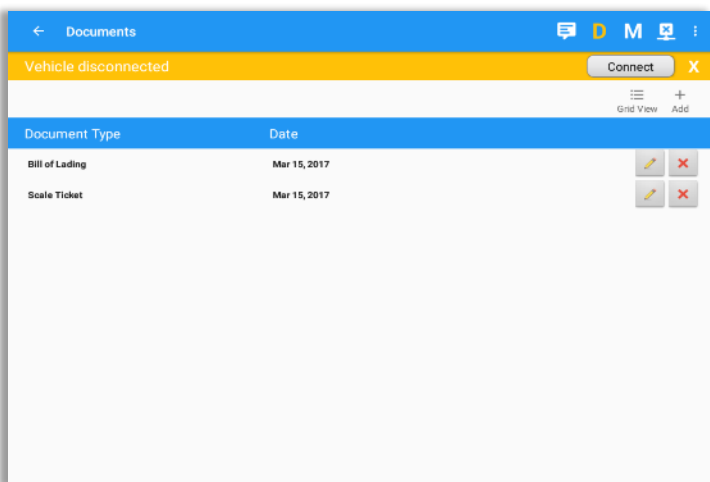 Documents D M
Vehicle disconnected Connect X
Grid View Add
Document Type Date
Bill of Lading Mar 15, 2017
Scale Ticket Mar 15, 2017